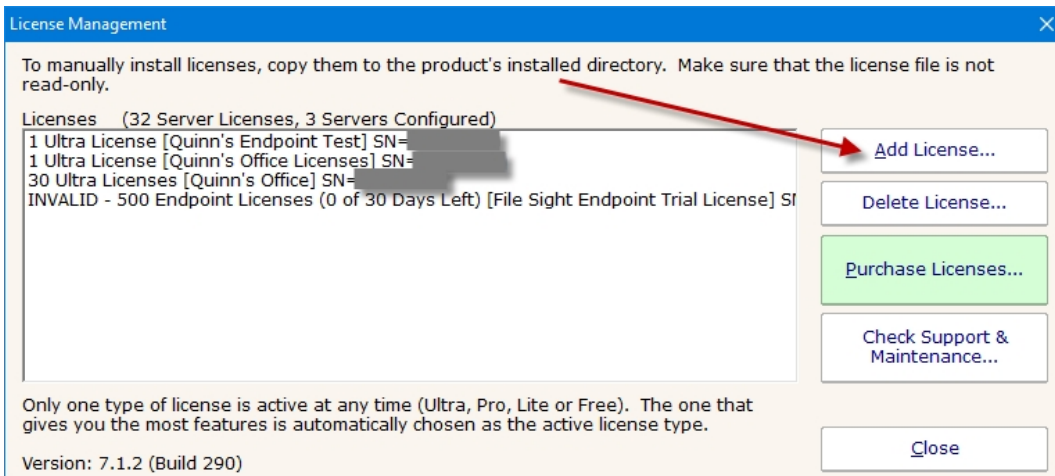 License Management
To manually install licenses, copy them to the product's installed directory.  Make sure that the license file is not
read-only.
Licenses    (32 Server Licenses, 3 Servers Configured)
1 Ultra License [Quinn's Endpoint Test] SN=
1 Ultra License [Quinn's Office Licenses] SN=
30 Ultra Licenses [Quinn's Office] SN=
INVALID - 500 Endpoint Licenses (0 of 30 Days Left) [File Sight Endpoint Trial License]
Add License...
Delete License...
Purchase Licenses...
Check Support &
Maintenance...
Only one type of license is active at any time (Ultra, Pro, Lite or Free).  The one that
gives you the most features is automatically chosen as the active license type.
Close
Version: 7.1.2 (Build 290)